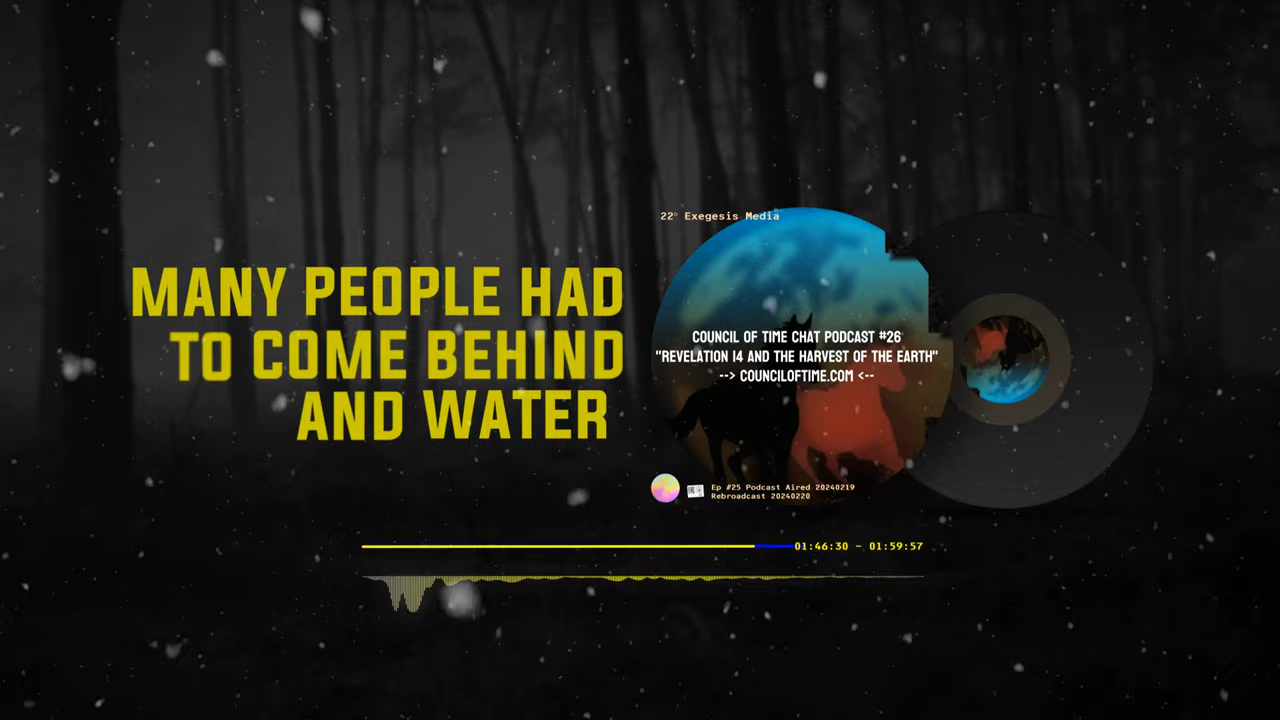 MANY PEOPLE HAD
TO COME BEHIND
AND WATER
22° Exegesis Media
COUNCIL OF TIME CHAT PODCAST #26
"REVELATION 14 AND THE HARVEST OF THE EARTH"
--> COUNCILOFTIME.COM <--
Ep #25 Podcast Aired 20240219
Rebroadcast 20240220
01:46:30 - 01:59:57